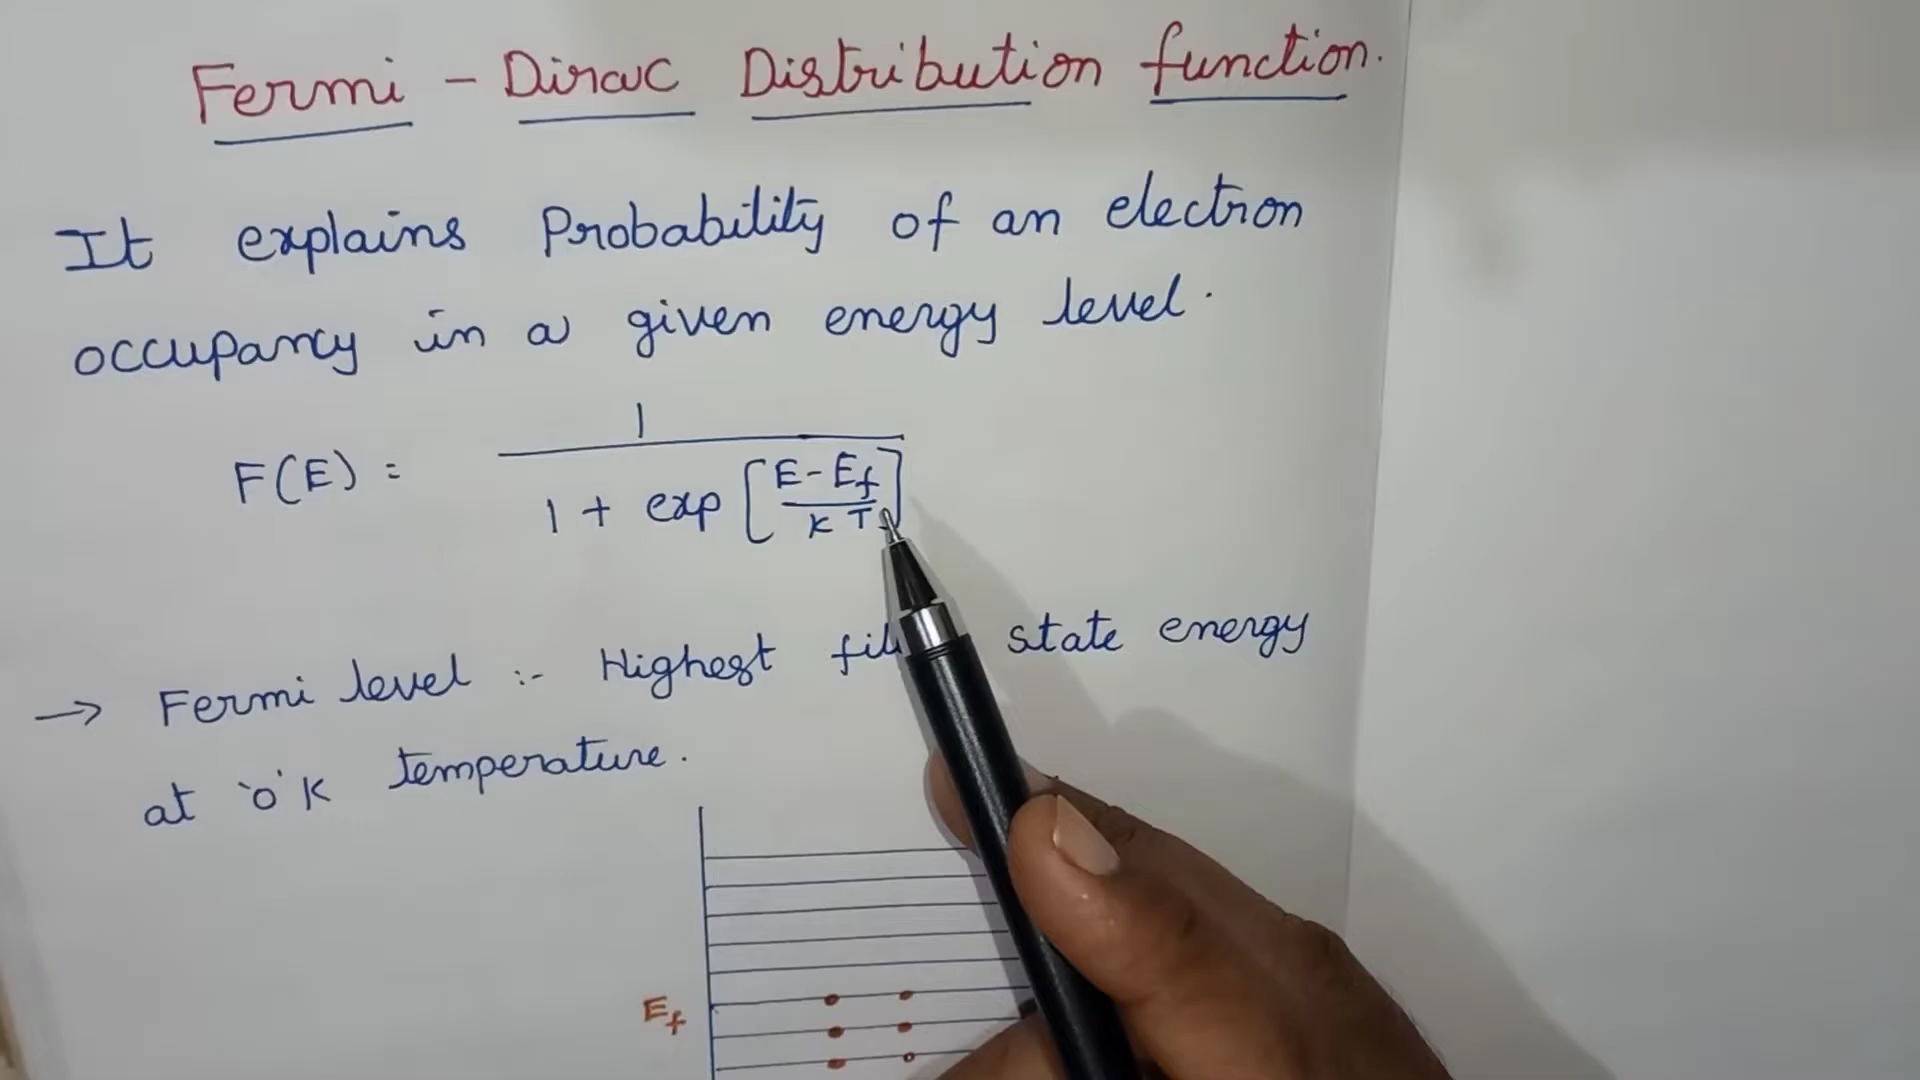 Fermi - Dirac Distribution function.
It explains Probability of an electron
occupancy in a given energy level.
F(E) = 1 / 1 + exp [E - Ef / K T]
→ Fermi level :- Highest state energy
at 'o' K temperature.
Ef